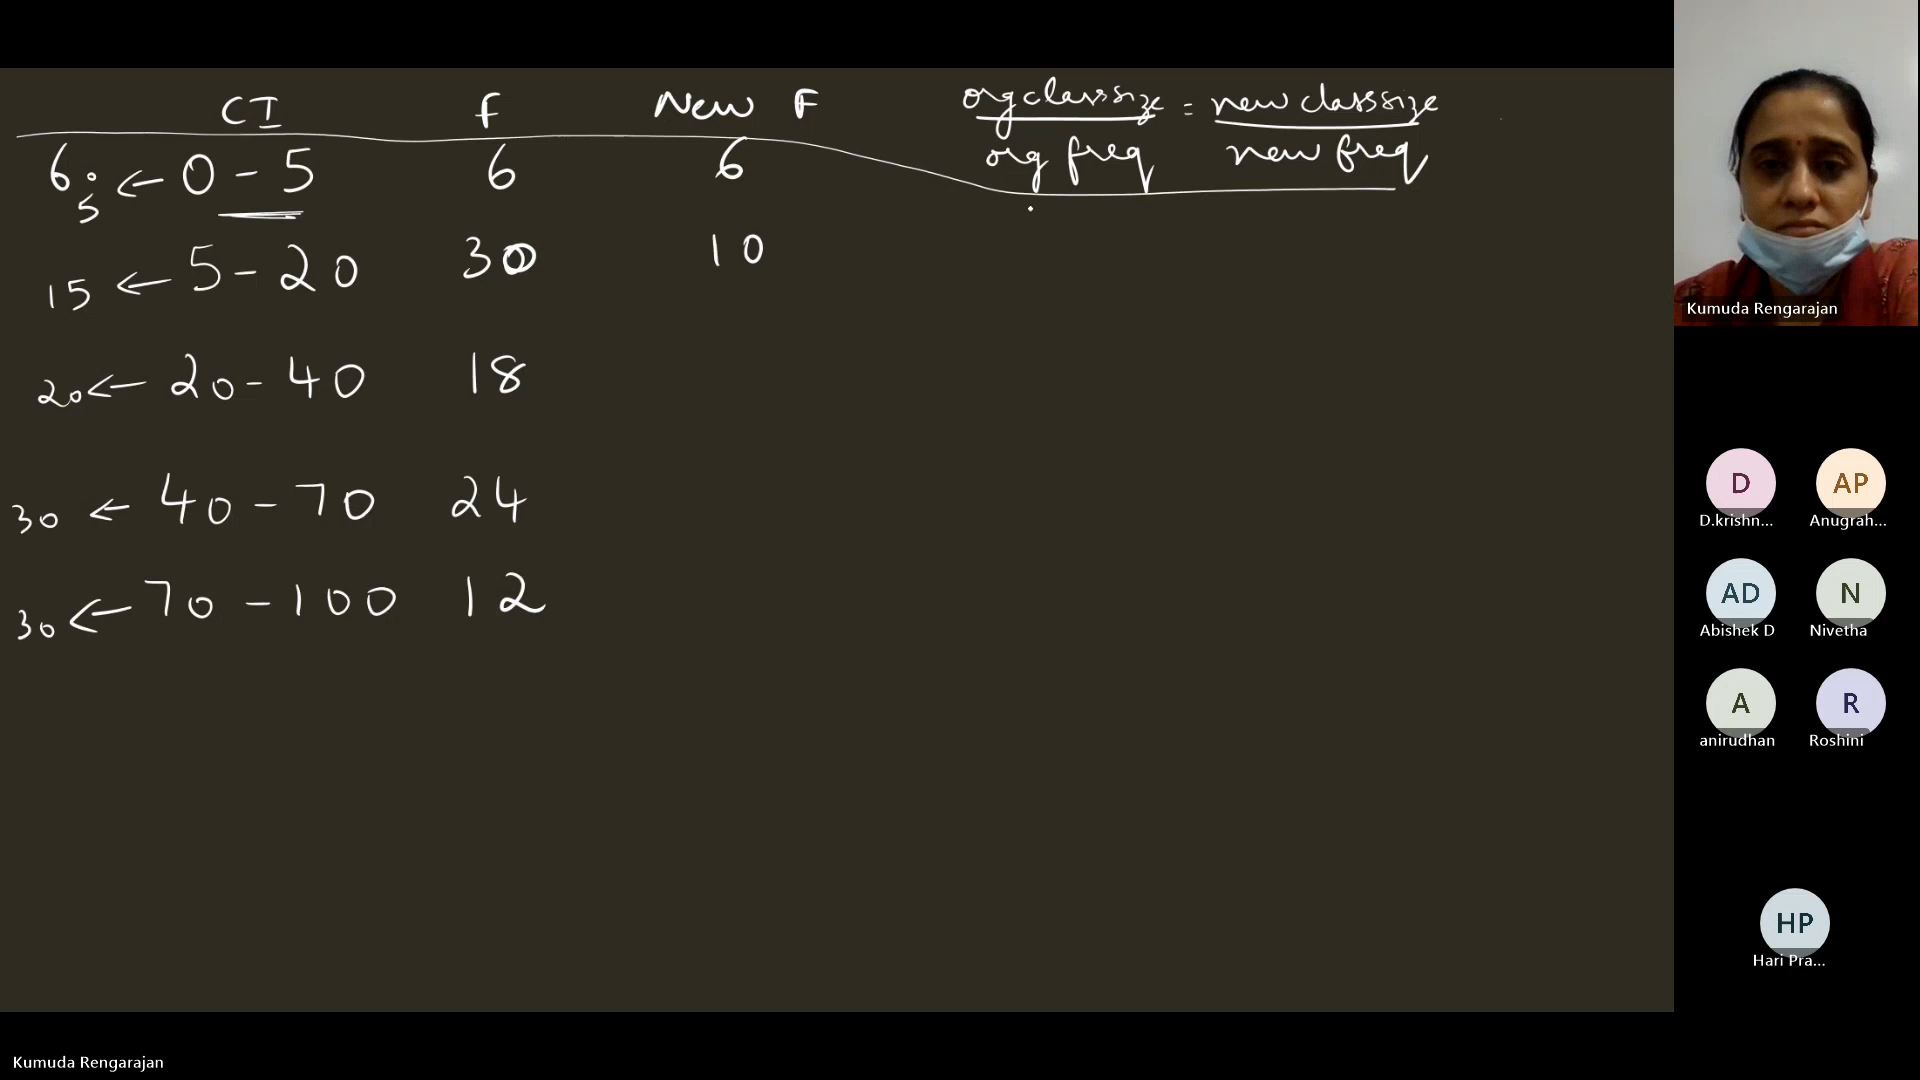 CI f New F
org class size = new class size
org freq new freq
6 ← 0 - 5 6 6
5
15 ← 5 - 20 30 10
20 ← 20 - 40 18
30 ← 40 - 70 24
30 ← 70 - 100 12
Kumuda Rengarajan
D AP
D.krishn... Anugrah...
AD N
Abishek D Nivetha
A R
anirudhan Roshini
HP
Hari Pra...
Kumuda Rengarajan